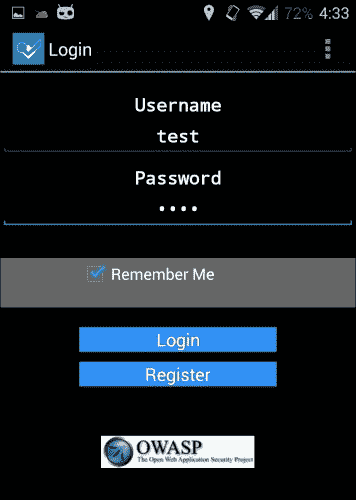 72% 4:33
Login
Username
test
Password
••••
Remember Me
Login
Register
OWASP
The Open Web Application Security Project